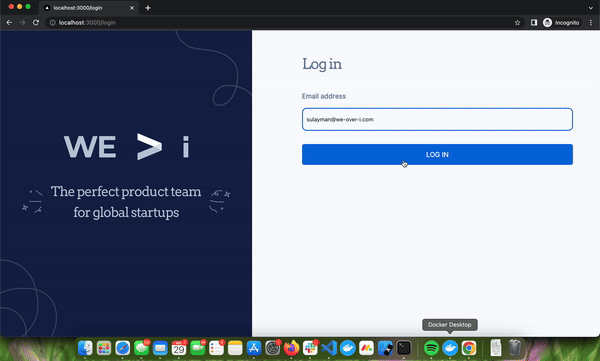 localhost:3000/login
localhost:3000/login
Incognito
WE > i
The perfect product team
for global startups
Log in
Email address
sulayman@we-over-i.com
LOG IN
Docker Desktop
29